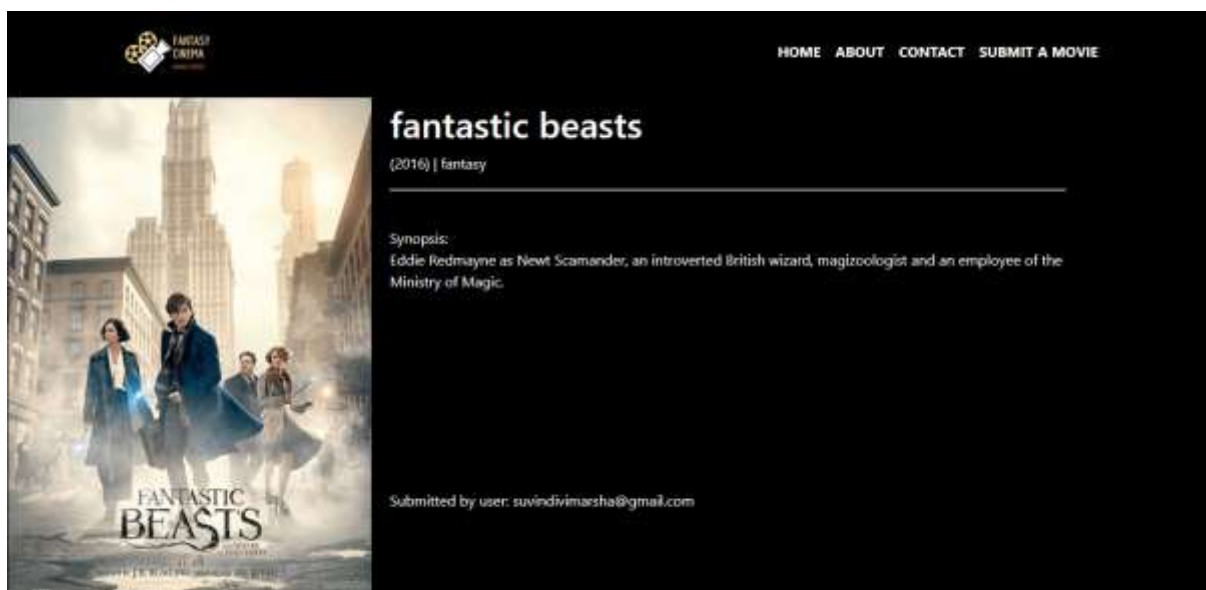 FANTASY
CINEMA
HOME ABOUT CONTACT SUBMIT A MOVIE
fantastic beasts
(2016) | fantasy
Synopsis:
Eddie Redmayne as Newt Scamander, an introverted British wizard, magizoologist and an employee of the
Ministry of Magic.
Submitted by user: suvindivimarsha@gmail.com
FANTASTIC
BEASTS